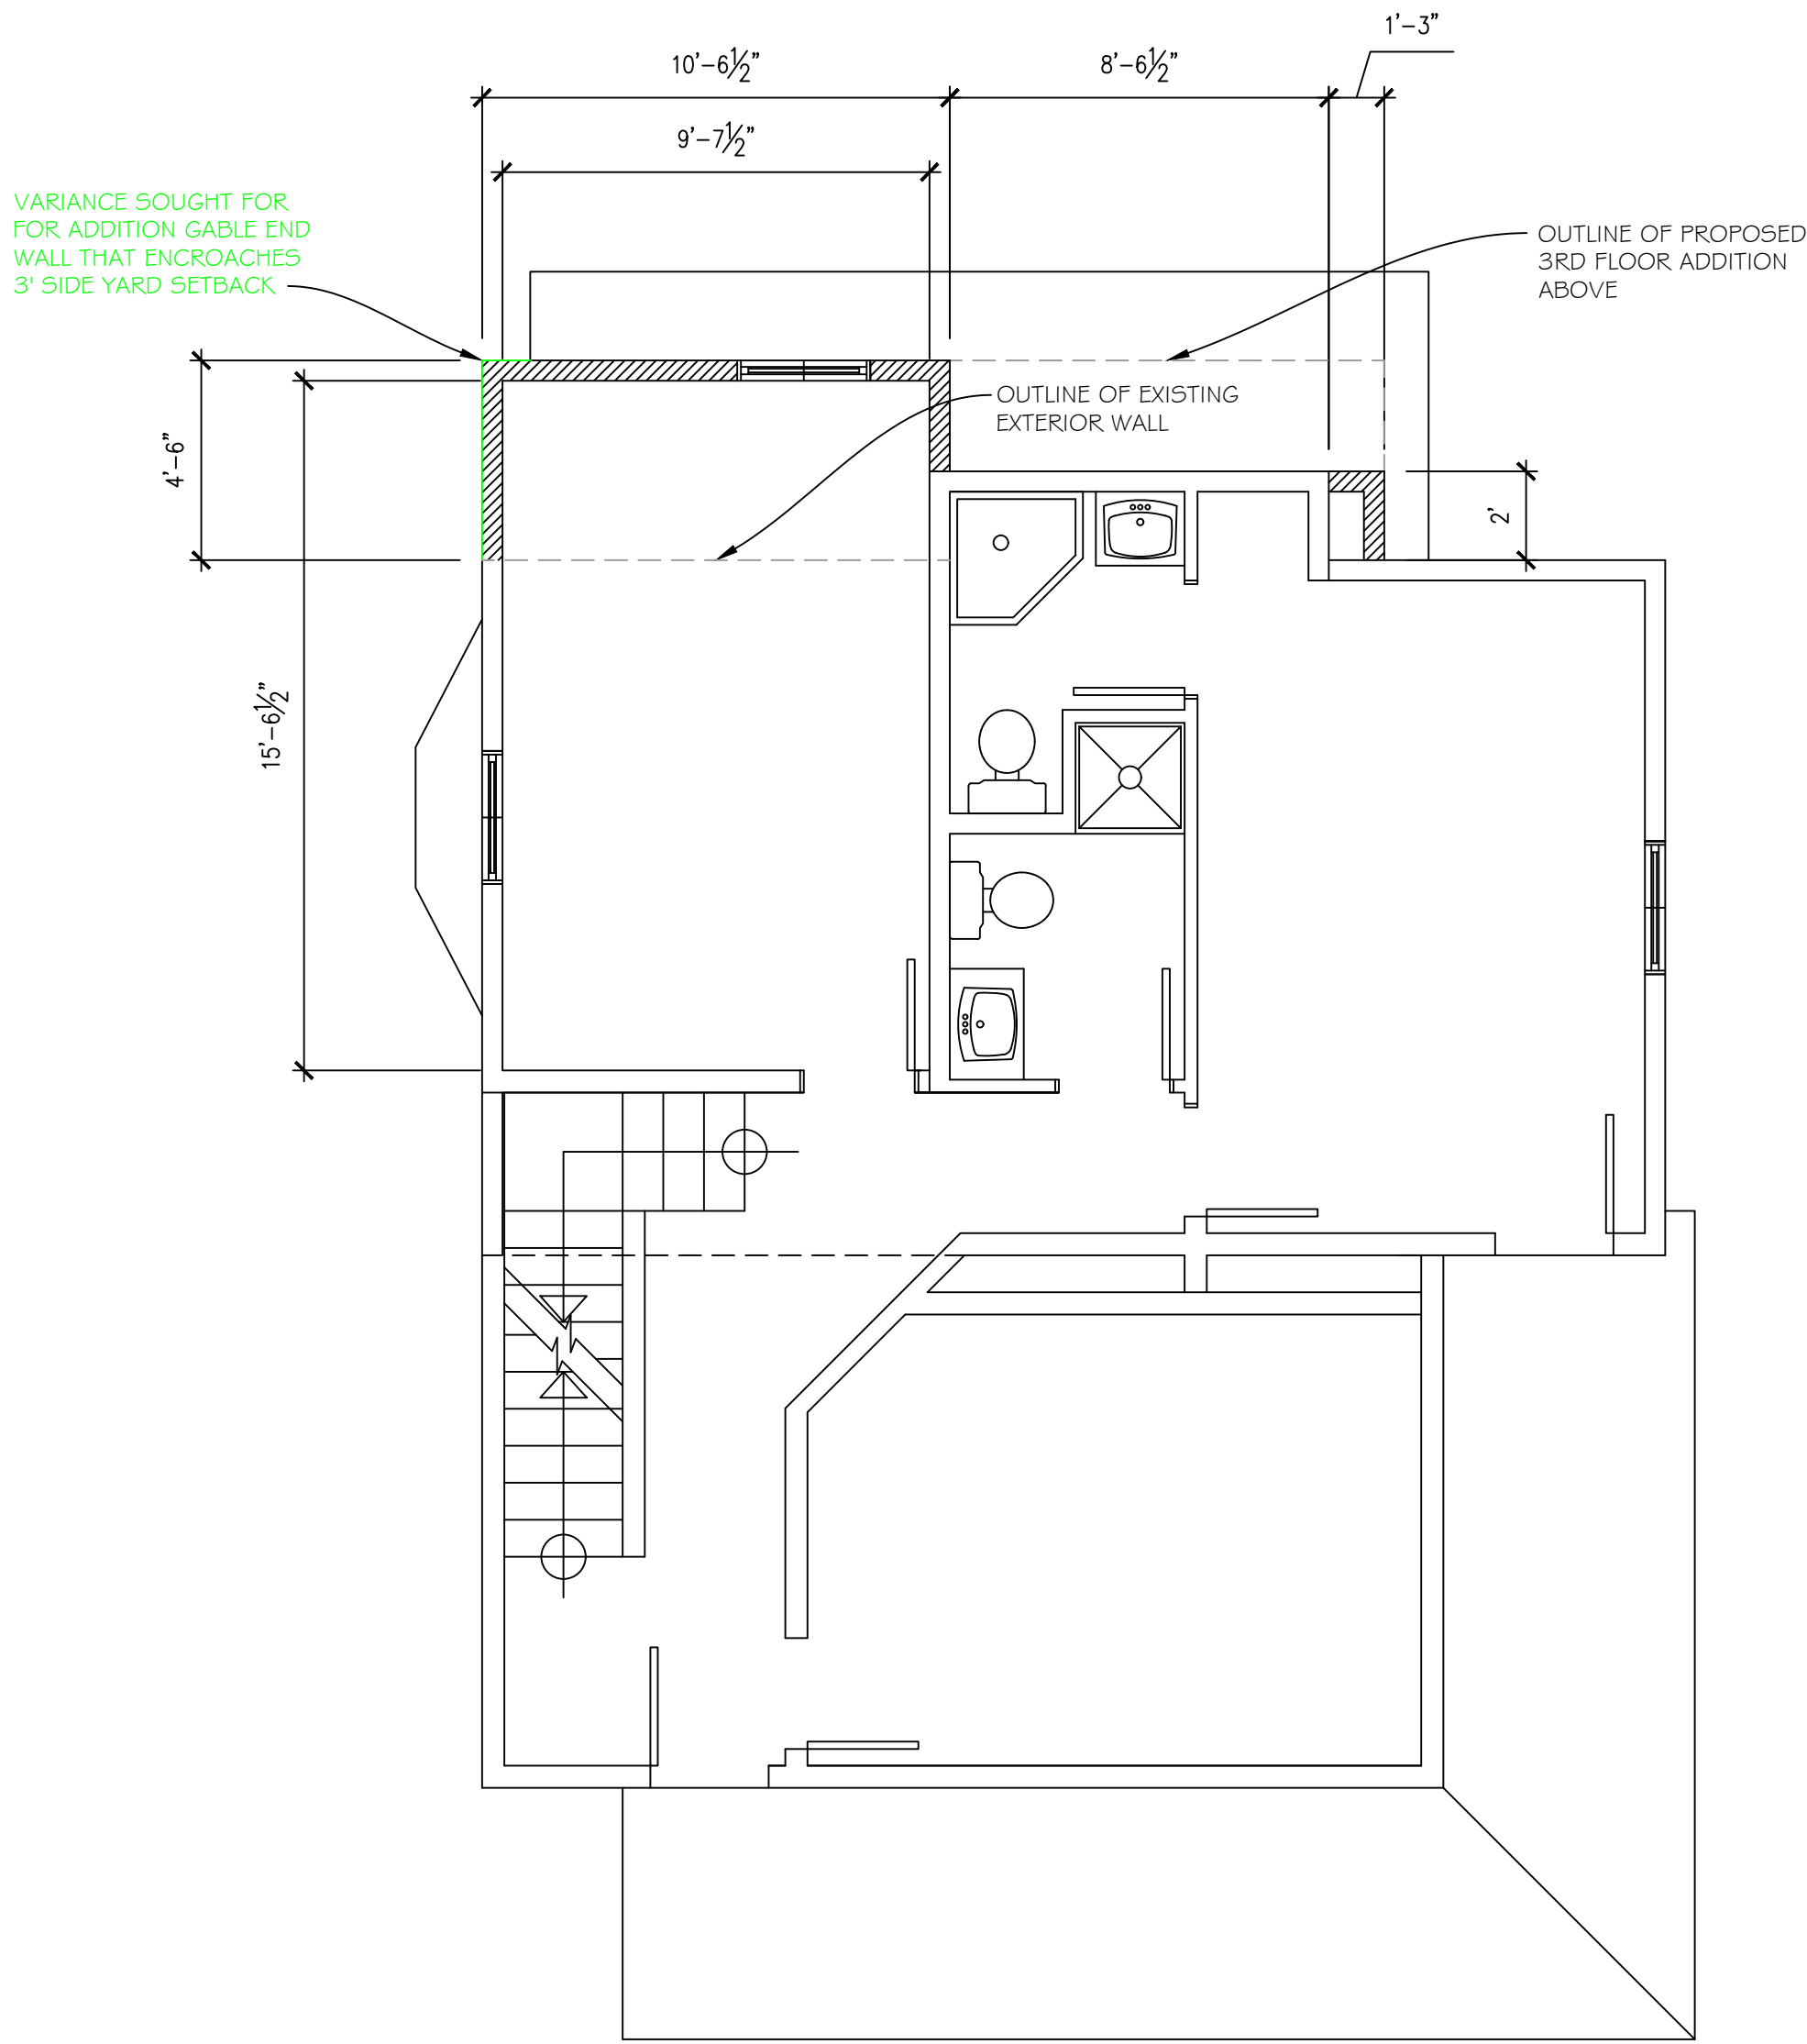 1'-3"
10'-6½"
8'-6½"
9'-7½"
VARIANCE SOUGHT FOR
FOR ADDITION GABLE END
WALL THAT ENCROACHES
3' SIDE YARD SETBACK
OUTLINE OF PROPOSED
3RD FLOOR ADDITION
ABOVE
OUTLINE OF EXISTING
EXTERIOR WALL
4'-6"
2'
15'-6½"